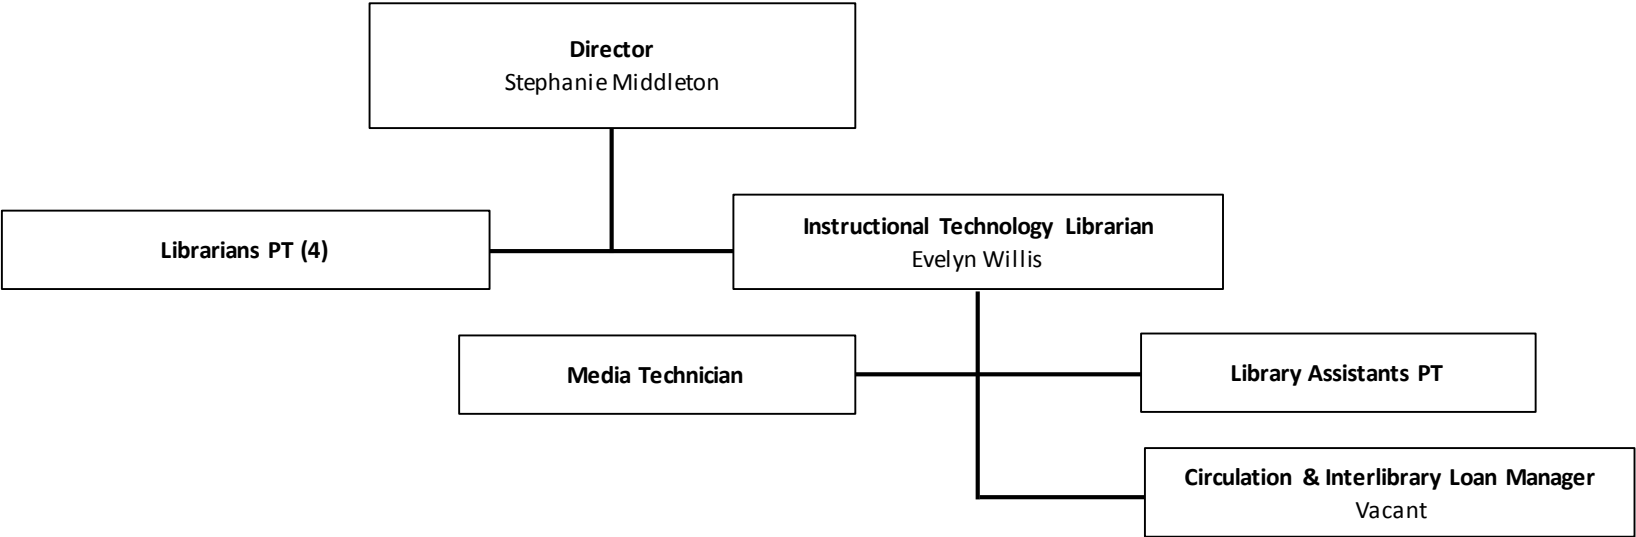 Director
Stephanie Middleton
Librarians PT (4)
Instructional Technology Librarian
Evelyn Willis
Media Technician
Library Assistants PT
Circulation & Interlibrary Loan Manager
Vacant